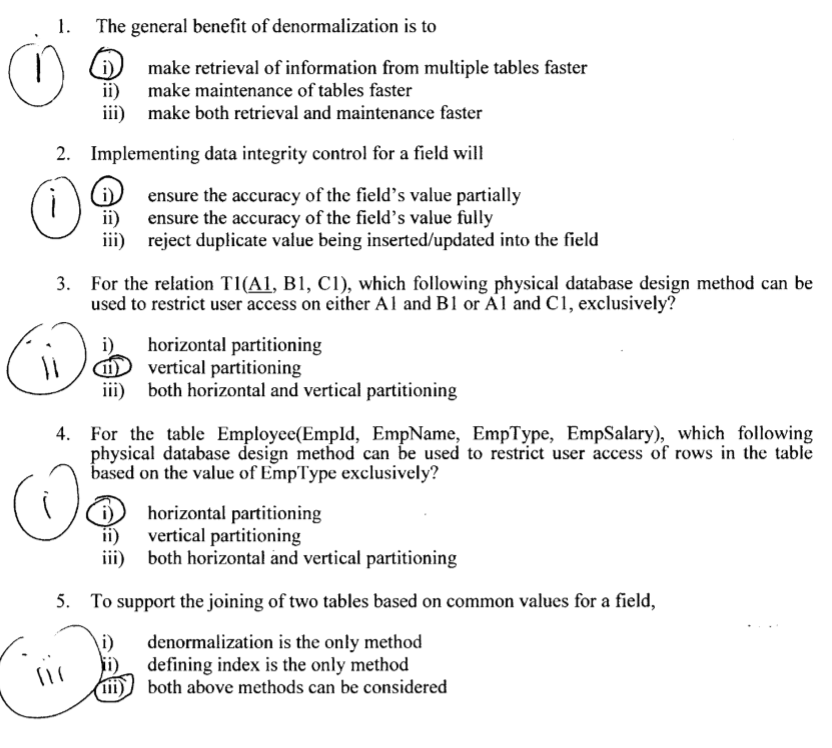 1. The general benefit of denormalization is to
i
i) make retrieval of information from multiple tables faster
ii) make maintenance of tables faster
iii) make both retrieval and maintenance faster
2. Implementing data integrity control for a field will
i
i) ensure the accuracy of the field's value partially
ii) ensure the accuracy of the field's value fully
iii) reject duplicate value being inserted/updated into the field
3. For the relation T1(A1, B1, C1), which following physical database design method can be
used to restrict user access on either A1 and B1 or A1 and C1, exclusively?
ii
i) horizontal partitioning
ii) vertical partitioning
iii) both horizontal and vertical partitioning
4. For the table Employee(EmpId, EmpName, EmpType, EmpSalary), which following
physical database design method can be used to restrict user access of rows in the table
based on the value of EmpType exclusively?
i
i) horizontal partitioning
ii) vertical partitioning
iii) both horizontal and vertical partitioning
5. To support the joining of two tables based on common values for a field,
iii
i) denormalization is the only method
ii) defining index is the only method
iii) both above methods can be considered